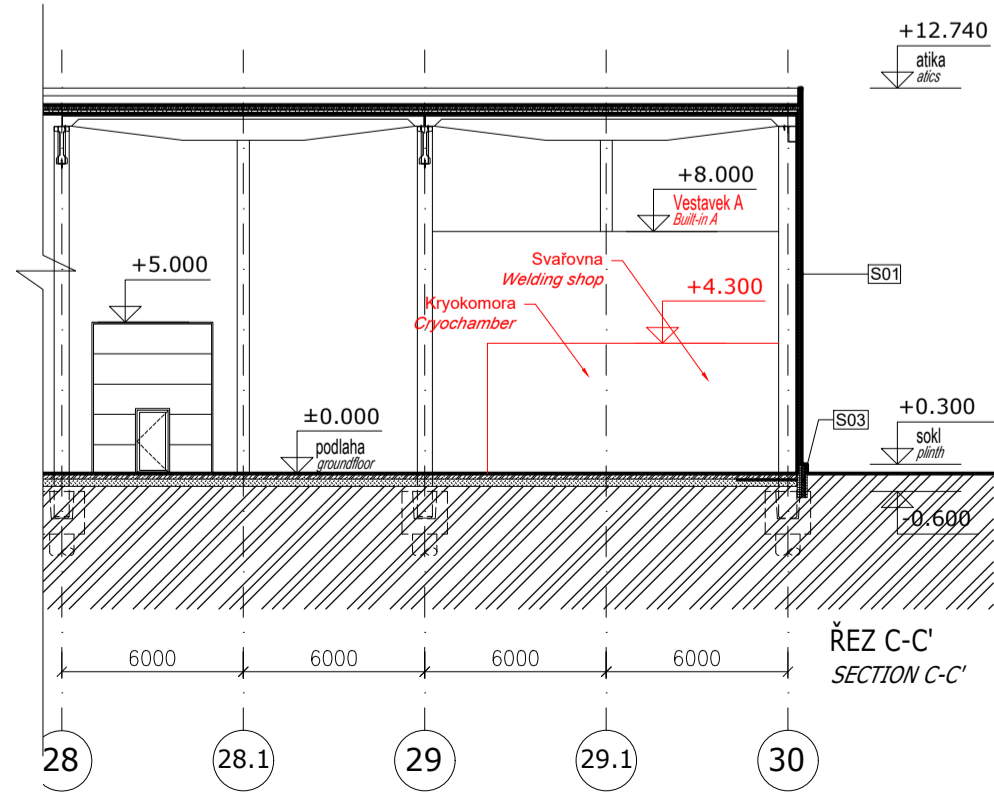 +12.740
atika
atics
+8.000
Vestavek A
Built-in A
+5.000
Svařovna
Welding shop
S01
+4.300
Kryokomora
Cryochamber
±0.000
podlaha
groundfloor
S03
+0.300
sokl
plinth
-0.600
ŘEZ C-C'
SECTION C-C'
6000
6000
6000
6000
28
28.1
29
29.1
30